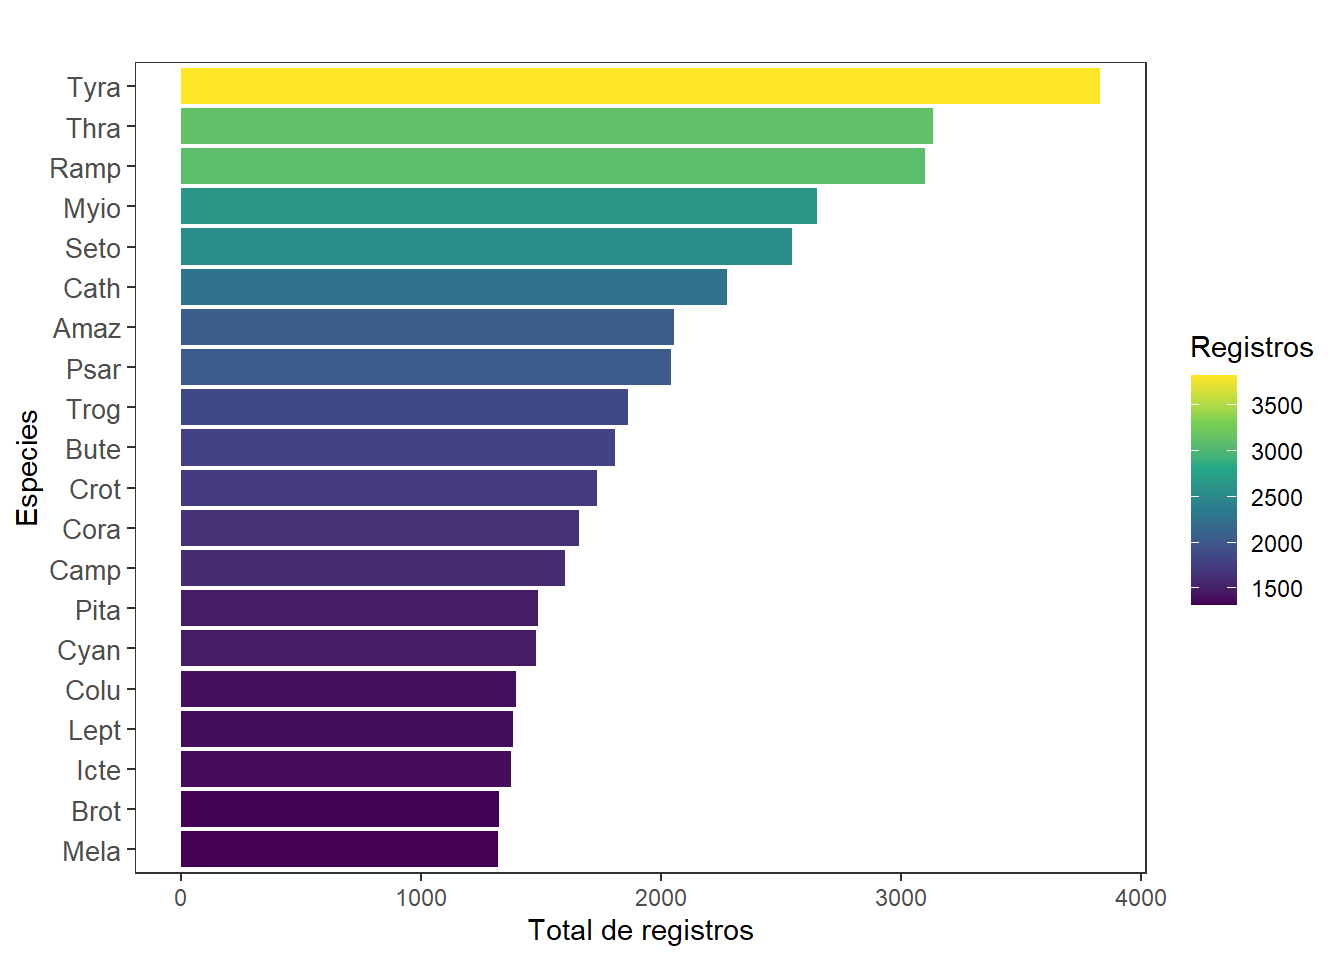 Tyra
Thra
Ramp
Myio
Seto
Cath
Amaz
Psar
Trog
Bute
Crot
Cora
Camp
Pita
Cyan
Colu
Lept
Icte
Brot
Mela
Especies
0 1000 2000 3000 4000
Total de registros
Registros
3500
3000
2500
2000
1500